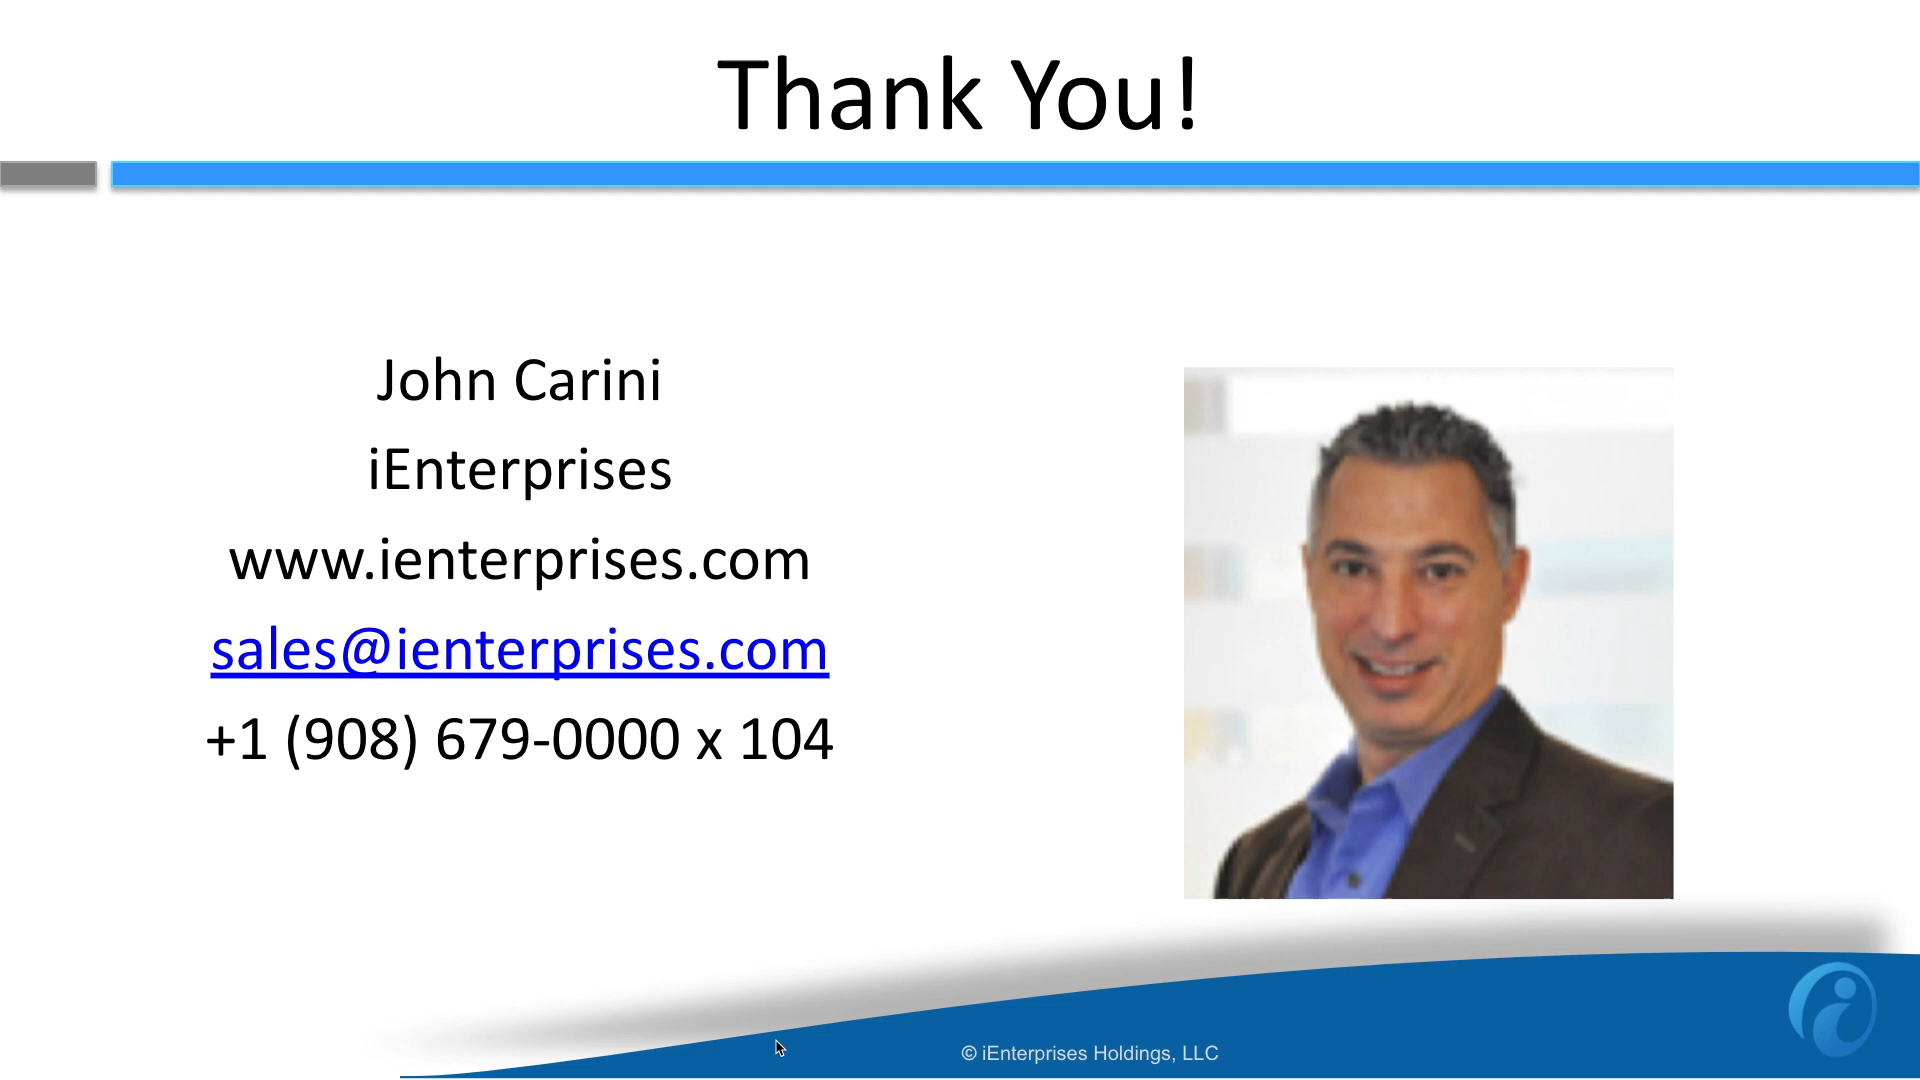 Thank You!
John Carini
iEnterprises
www.ienterprises.com
sales@ienterprises.com
+1 (908) 679-0000 x 104
© iEnterprises Holdings, LLC